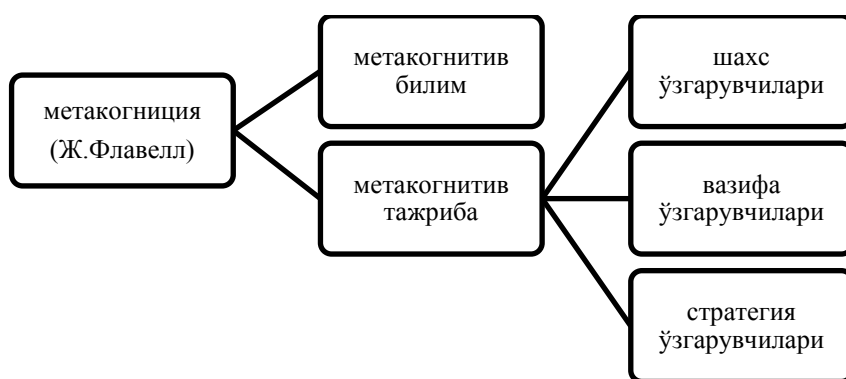 метакогниция
(Ж.Флавелл)
метакогнитив
билим
метакогнитив
тажриба
шахс
ўзгарувчилари
вазифа
ўзгарувчилари
стратегия
ўзгарувчилари